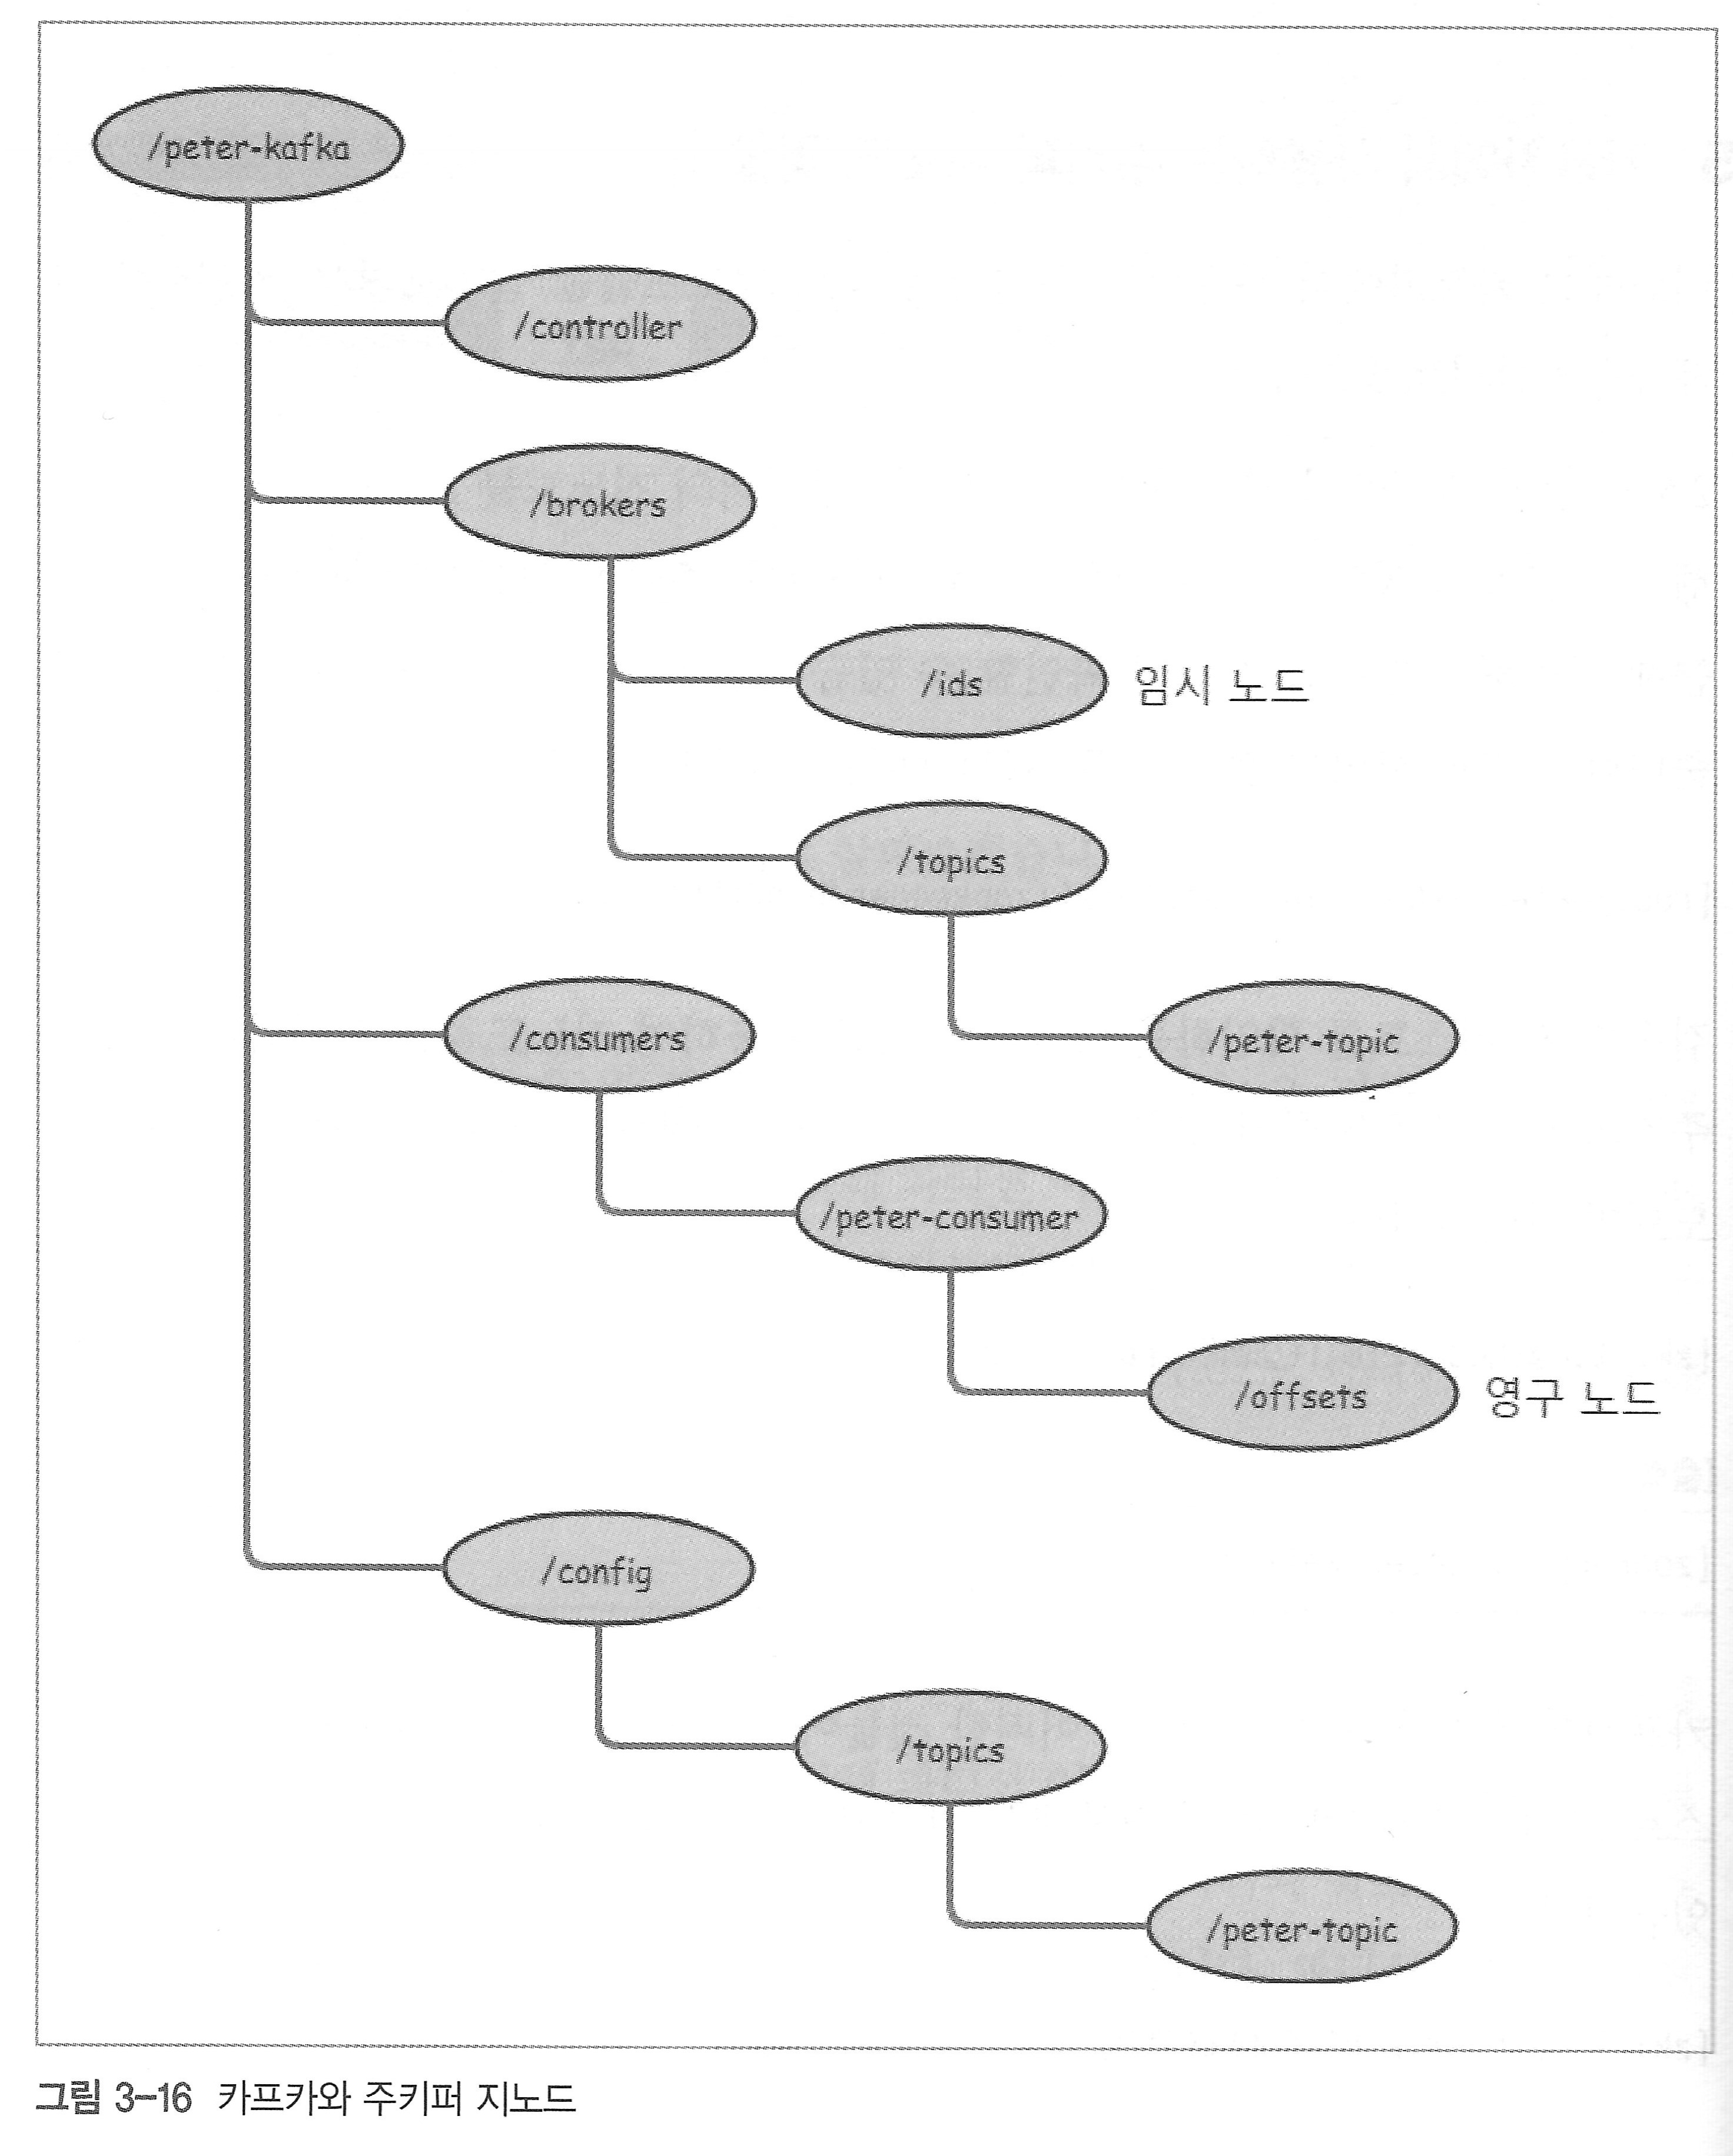 /peter-kafka
/controller
/brokers
/ids 임시 노드
/topics
/peter-topic
/consumers
/peter-consumer
/offsets 영구 노드
/config
/topics
/peter-topic
그림 3-16 카프카와 주키퍼 지노드